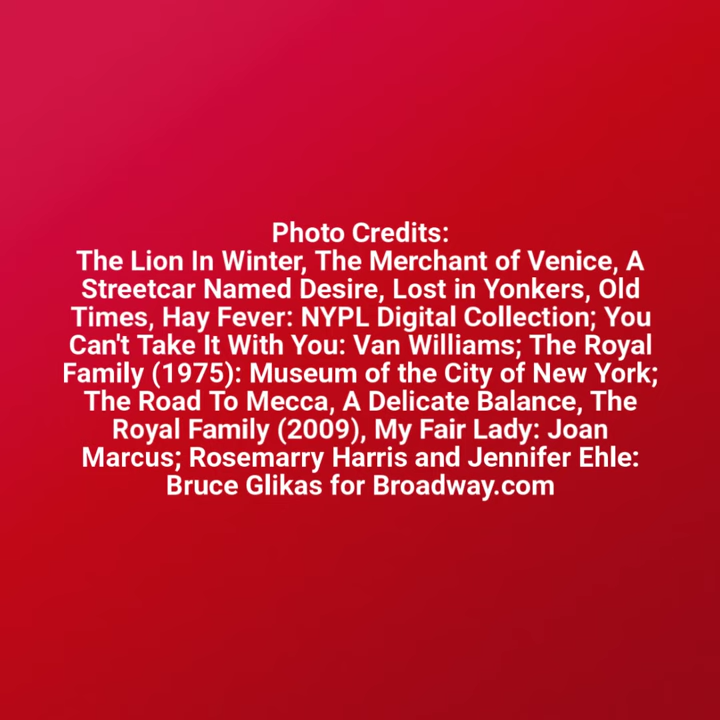 Photo Credits:
The Lion In Winter, The Merchant of Venice, A
Streetcar Named Desire, Lost in Yonkers, Old
Times, Hay Fever: NYPL Digital Collection; You
Can't Take It With You: Van Williams; The Royal
Family (1975): Museum of the City of New York;
The Road To Mecca, A Delicate Balance, The
Royal Family (2009), My Fair Lady: Joan
Marcus; Rosemarry Harris and Jennifer Ehle:
Bruce Glikas for Broadway.com